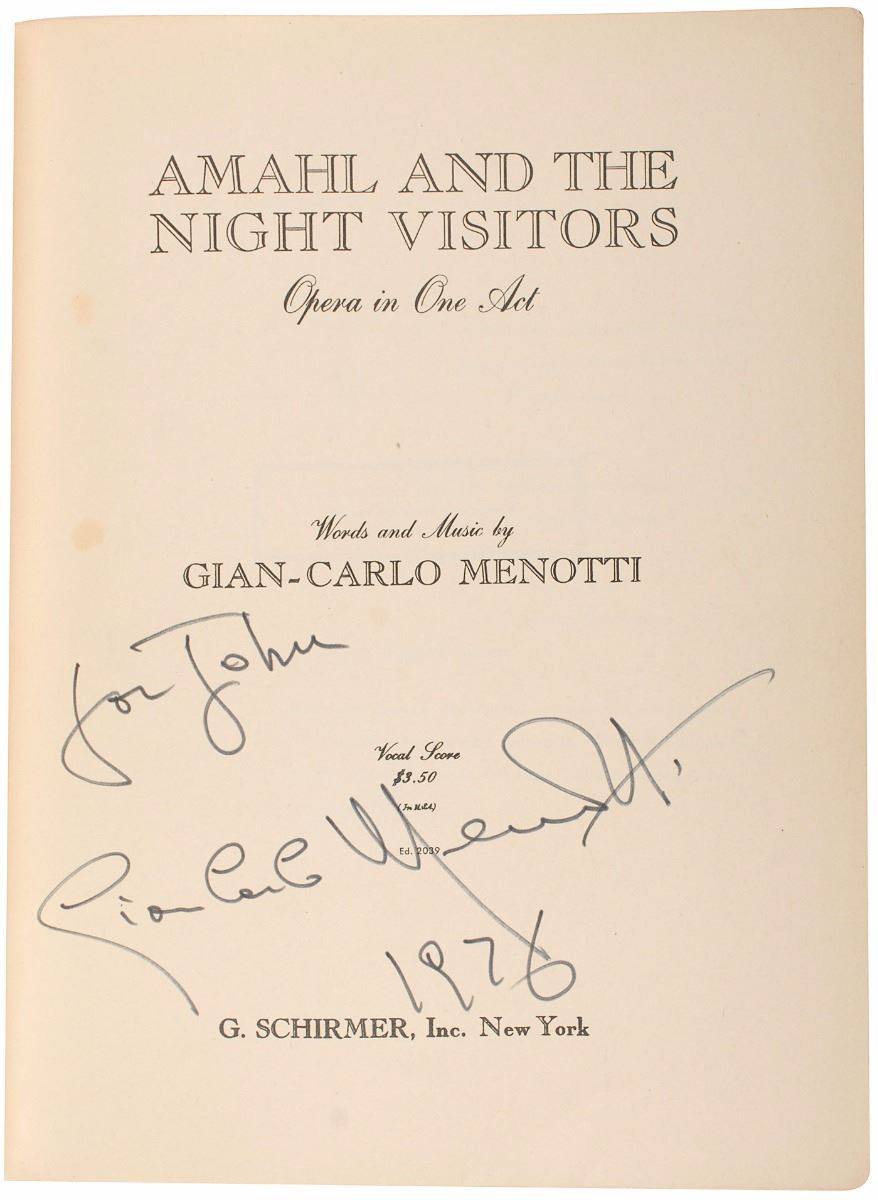 AMAHL AND THE
NIGHT VISITORS
Opera in One Act
Words and Music by
GIAN-CARLO MENOTTI
for John
Vocal Score
$3.50
(In U.S.A.)
Ed. 2039
Gian Carlo Menotti
1976
G. SCHIRMER, Inc. New York